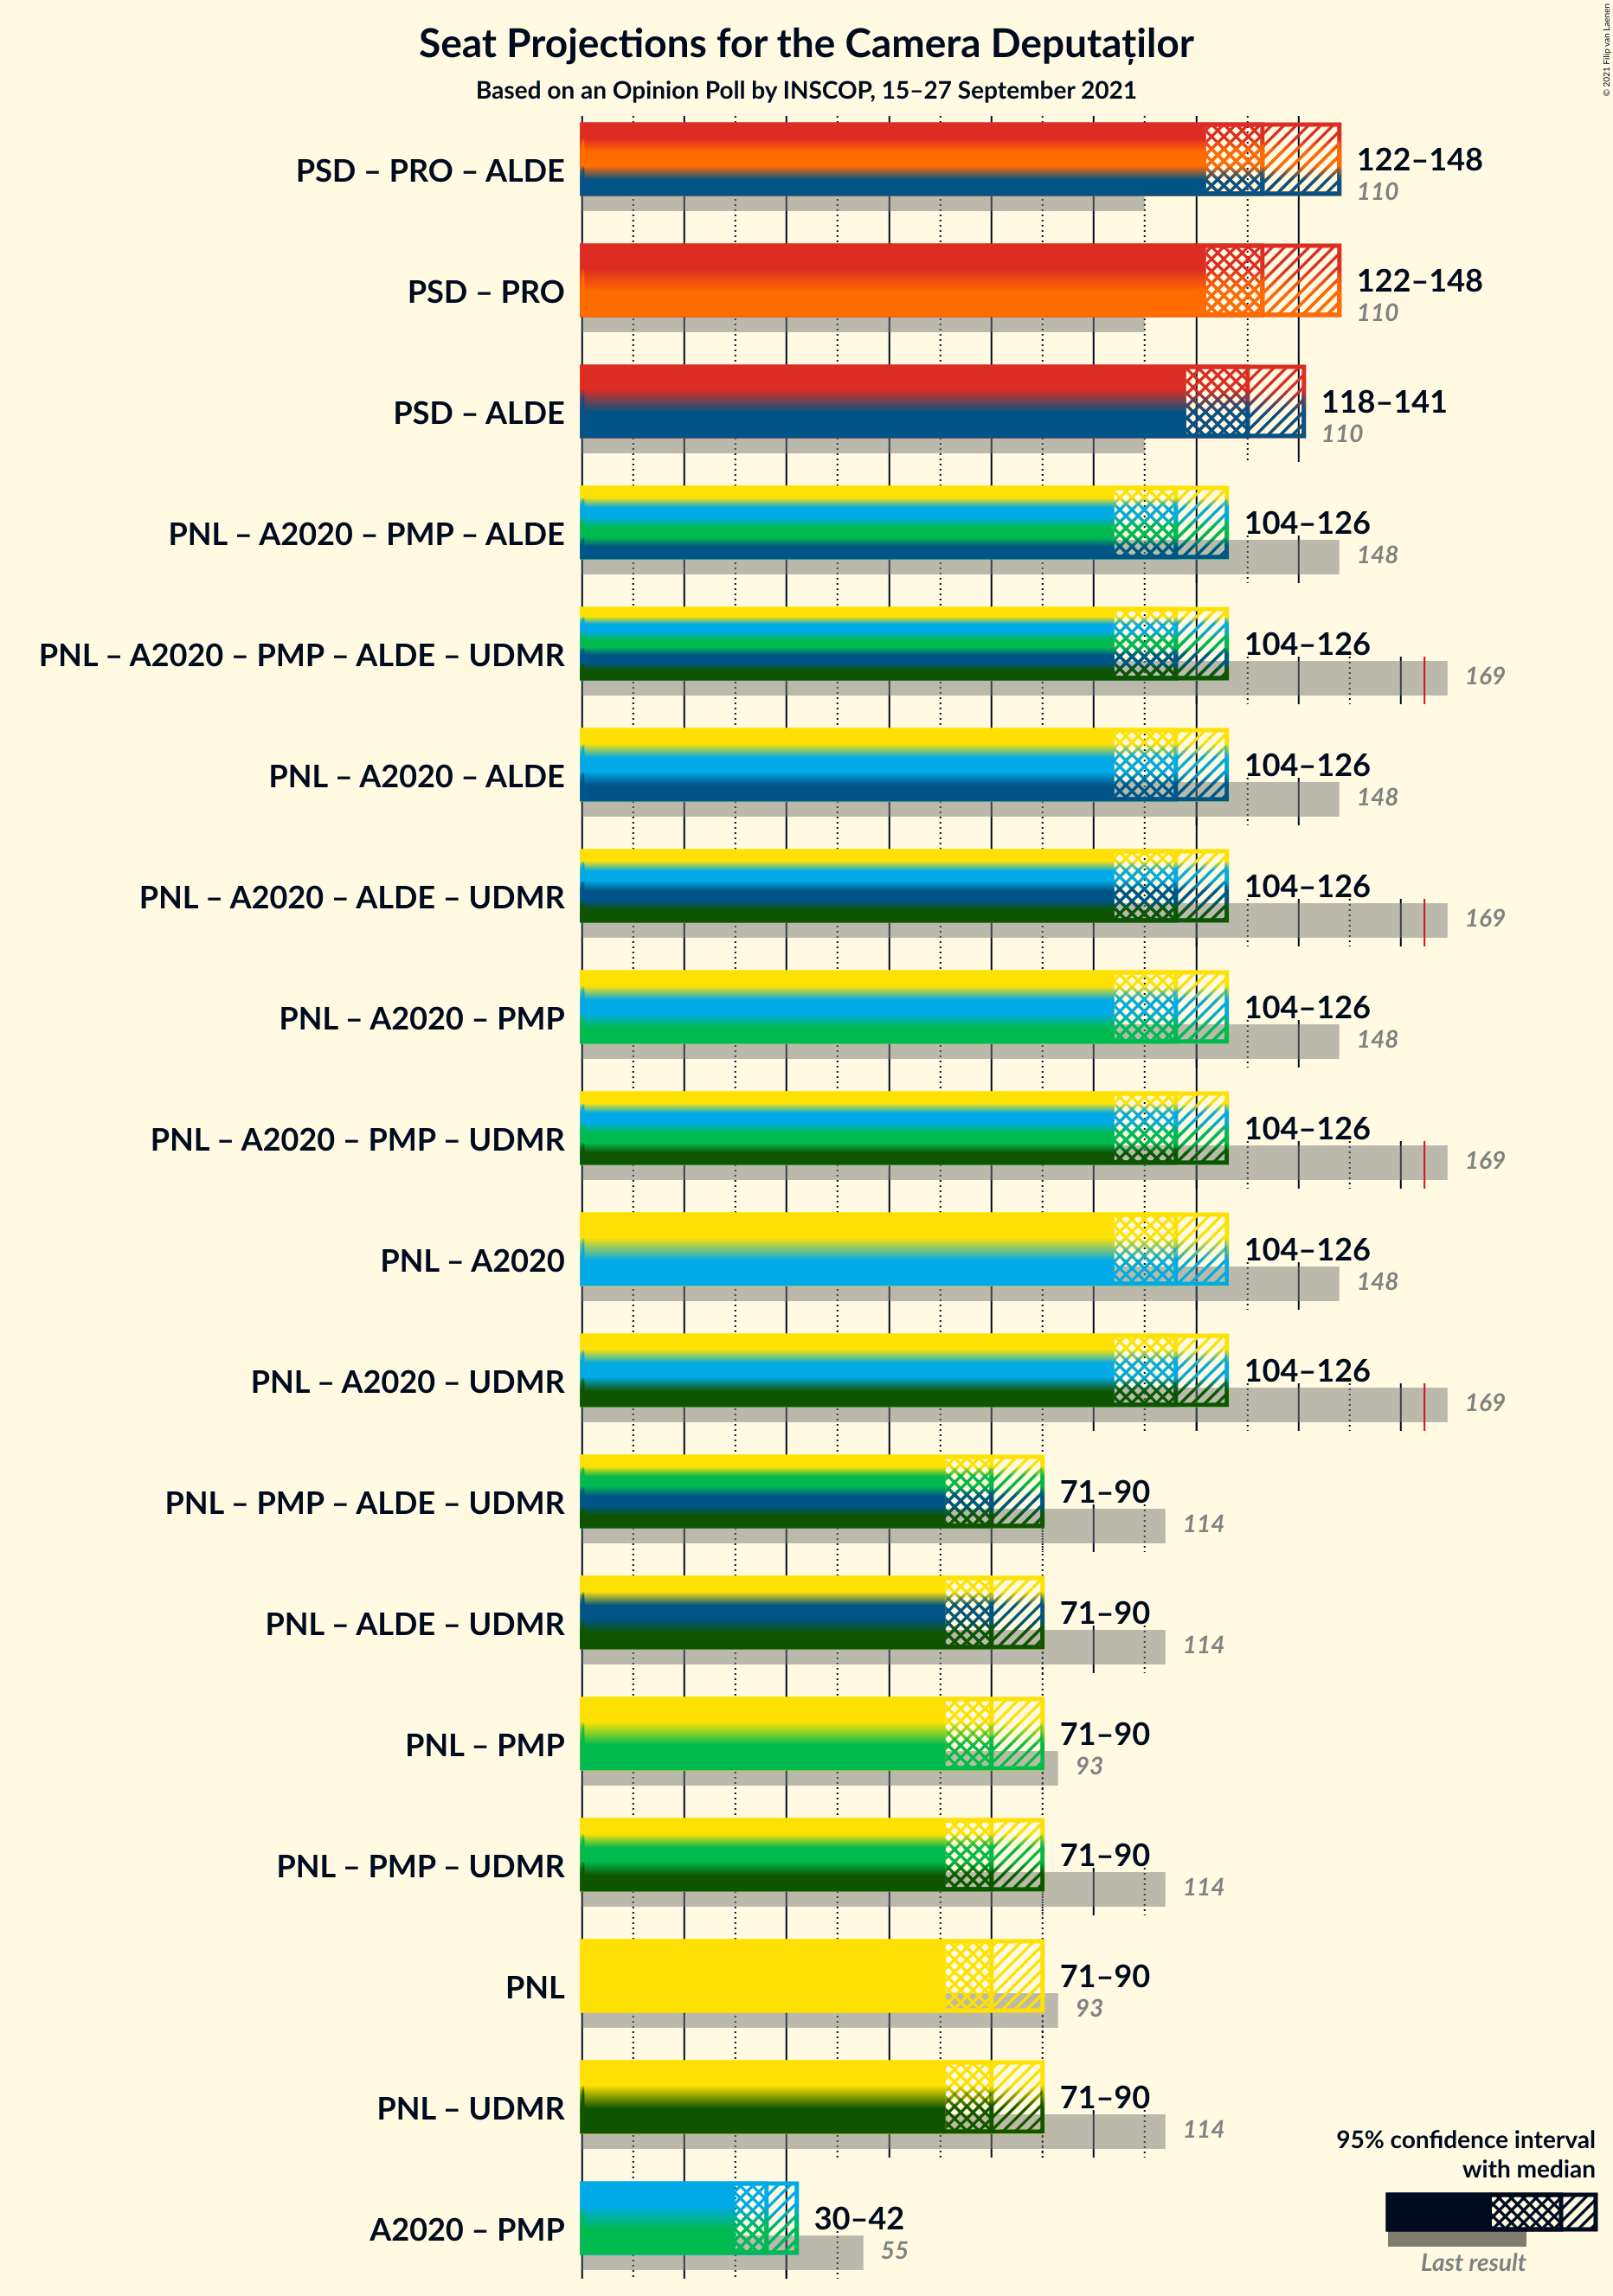 Seat Projections for the Camera Deputaților
Based on an Opinion Poll by INSCOP, 15–27 September 2021
© 2021 Filip van Laenen
PSD – PRO – ALDE
122–148
110
PSD – PRO
122–148
110
PSD – ALDE
118–141
110
PNL – A2020 – PMP – ALDE
104–126
148
PNL – A2020 – PMP – ALDE – UDMR
104–126
169
PNL – A2020 – ALDE
104–126
148
PNL – A2020 – ALDE – UDMR
104–126
169
PNL – A2020 – PMP
104–126
148
PNL – A2020 – PMP – UDMR
104–126
169
PNL – A2020
104–126
148
PNL – A2020 – UDMR
104–126
169
PNL – PMP – ALDE – UDMR
71–90
114
PNL – ALDE – UDMR
71–90
114
PNL – PMP
71–90
93
PNL – PMP – UDMR
71–90
114
PNL
71–90
93
PNL – UDMR
71–90
114
A2020 – PMP
30–42
55
95% confidence interval
with median
Last result